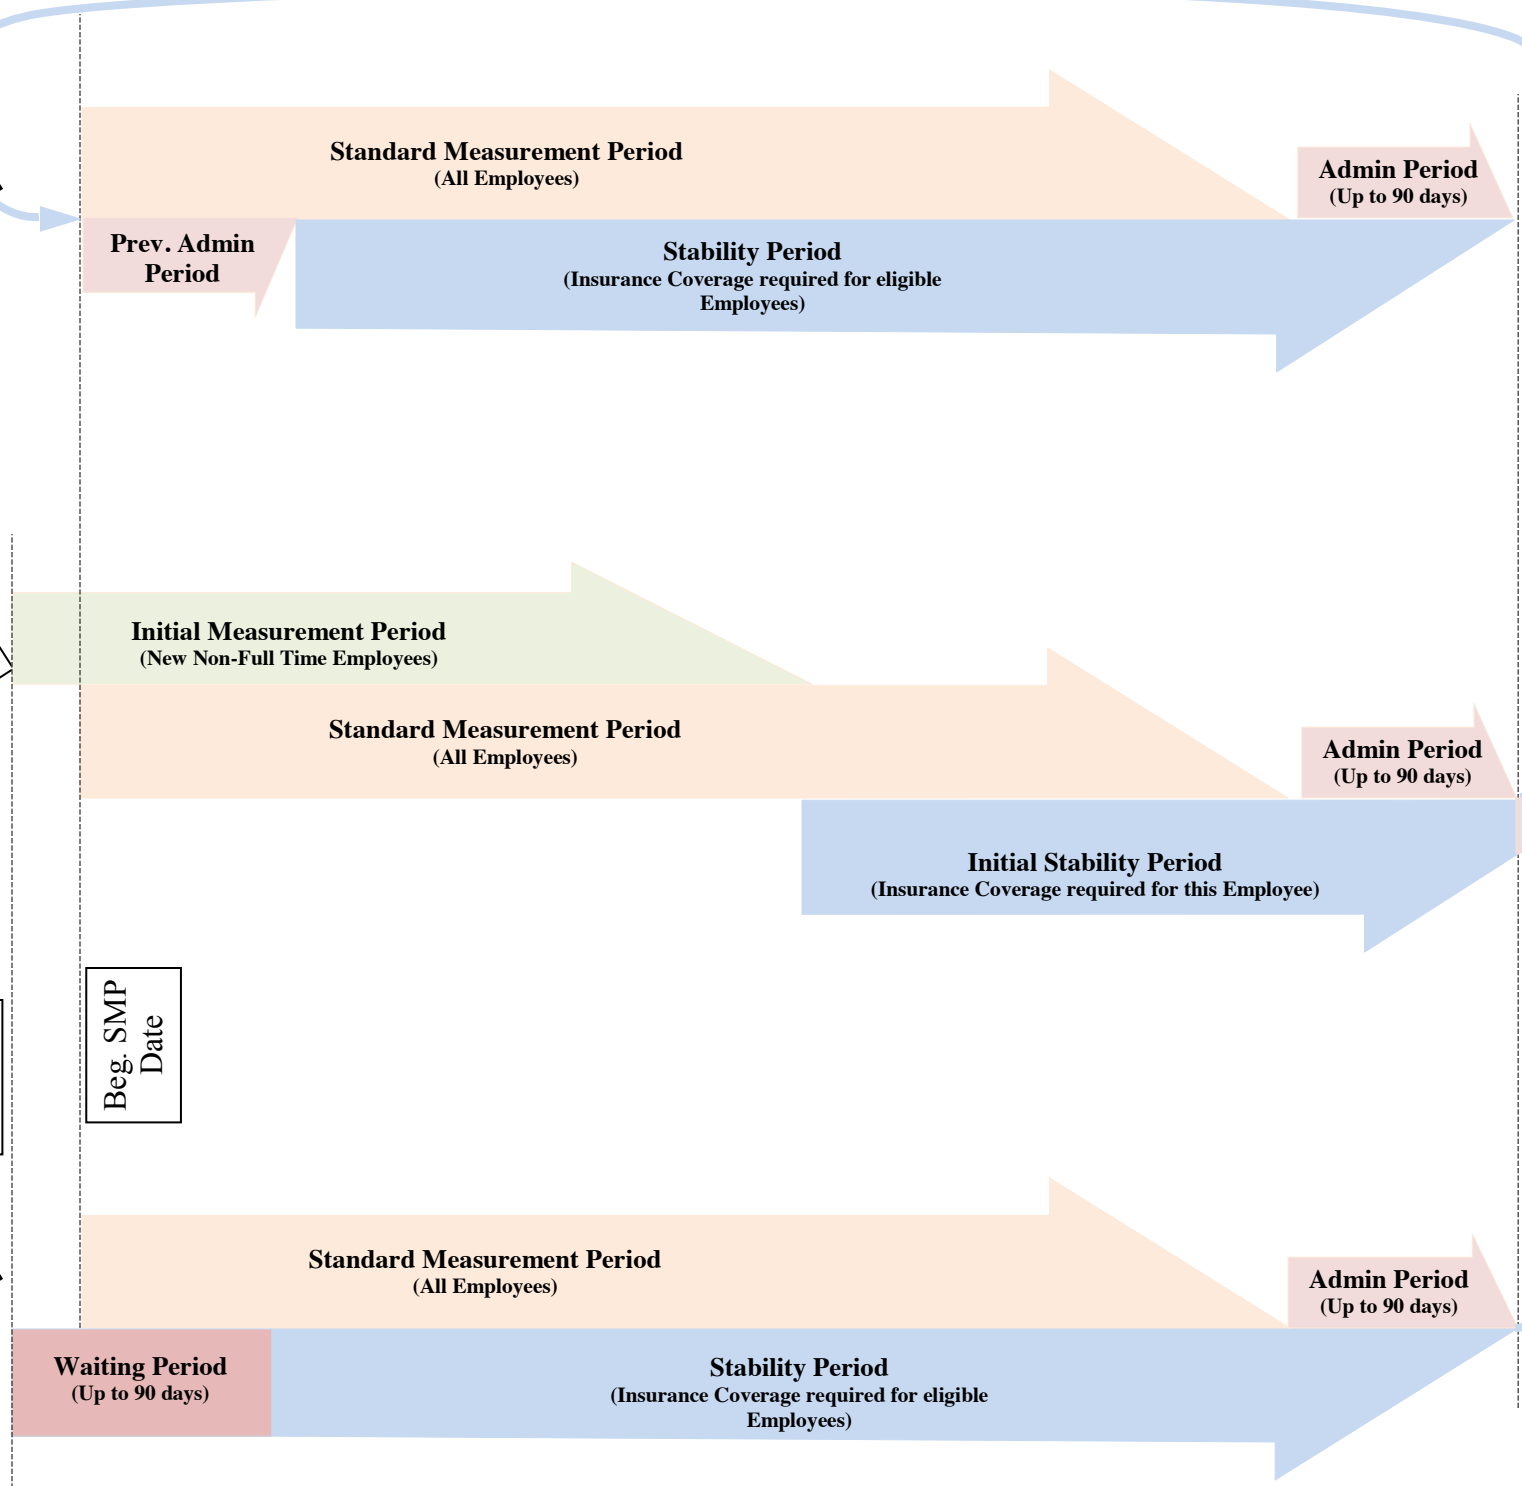 Standard Measurement Period
(All Employees)
Admin Period
(Up to 90 days)
Prev. Admin
Period
Stability Period
(Insurance Coverage required for eligible
Employees)
Initial Measurement Period
(New Non-Full Time Employees)
Standard Measurement Period
(All Employees)
Admin Period
(Up to 90 days)
Initial Stability Period
(Insurance Coverage required for this Employee)
Beg. SMP
Date
Standard Measurement Period
(All Employees)
Admin Period
(Up to 90 days)
Waiting Period
(Up to 90 days)
Stability Period
(Insurance Coverage required for eligible
Employees)